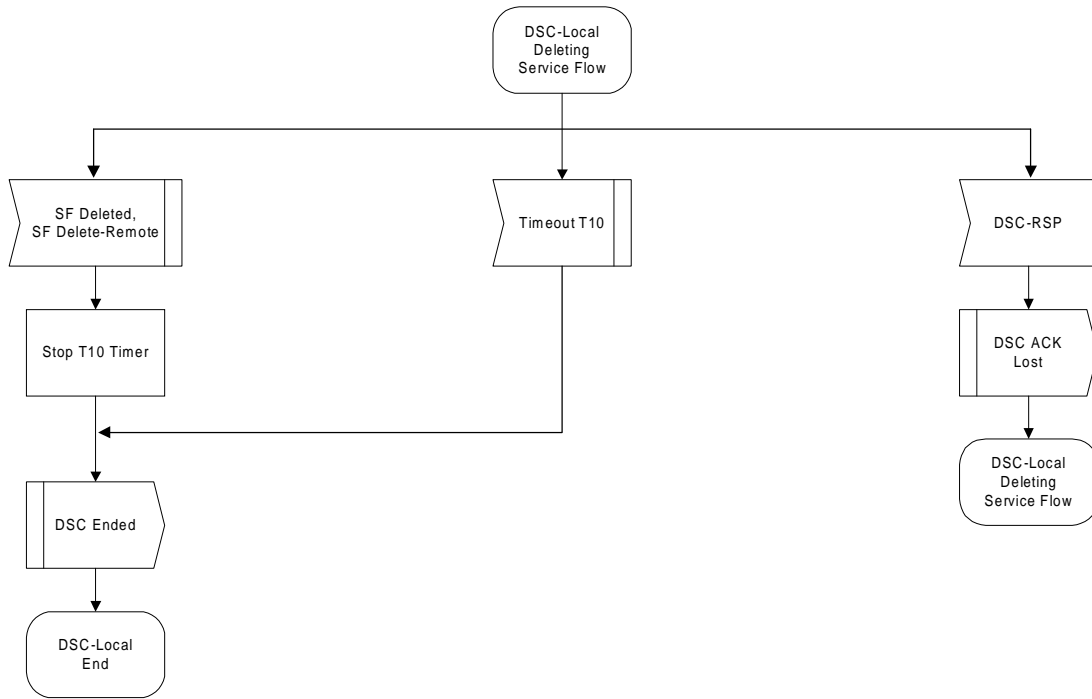 DSC-Local
Deleting
Service Flow
SF Deleted,
SF Delete-Remote
Timeout T10
DSC-RSP
Stop T10 Timer
DSC ACK
Lost
DSC-Local
Deleting
Service Flow
DSC Ended
DSC-Local
End